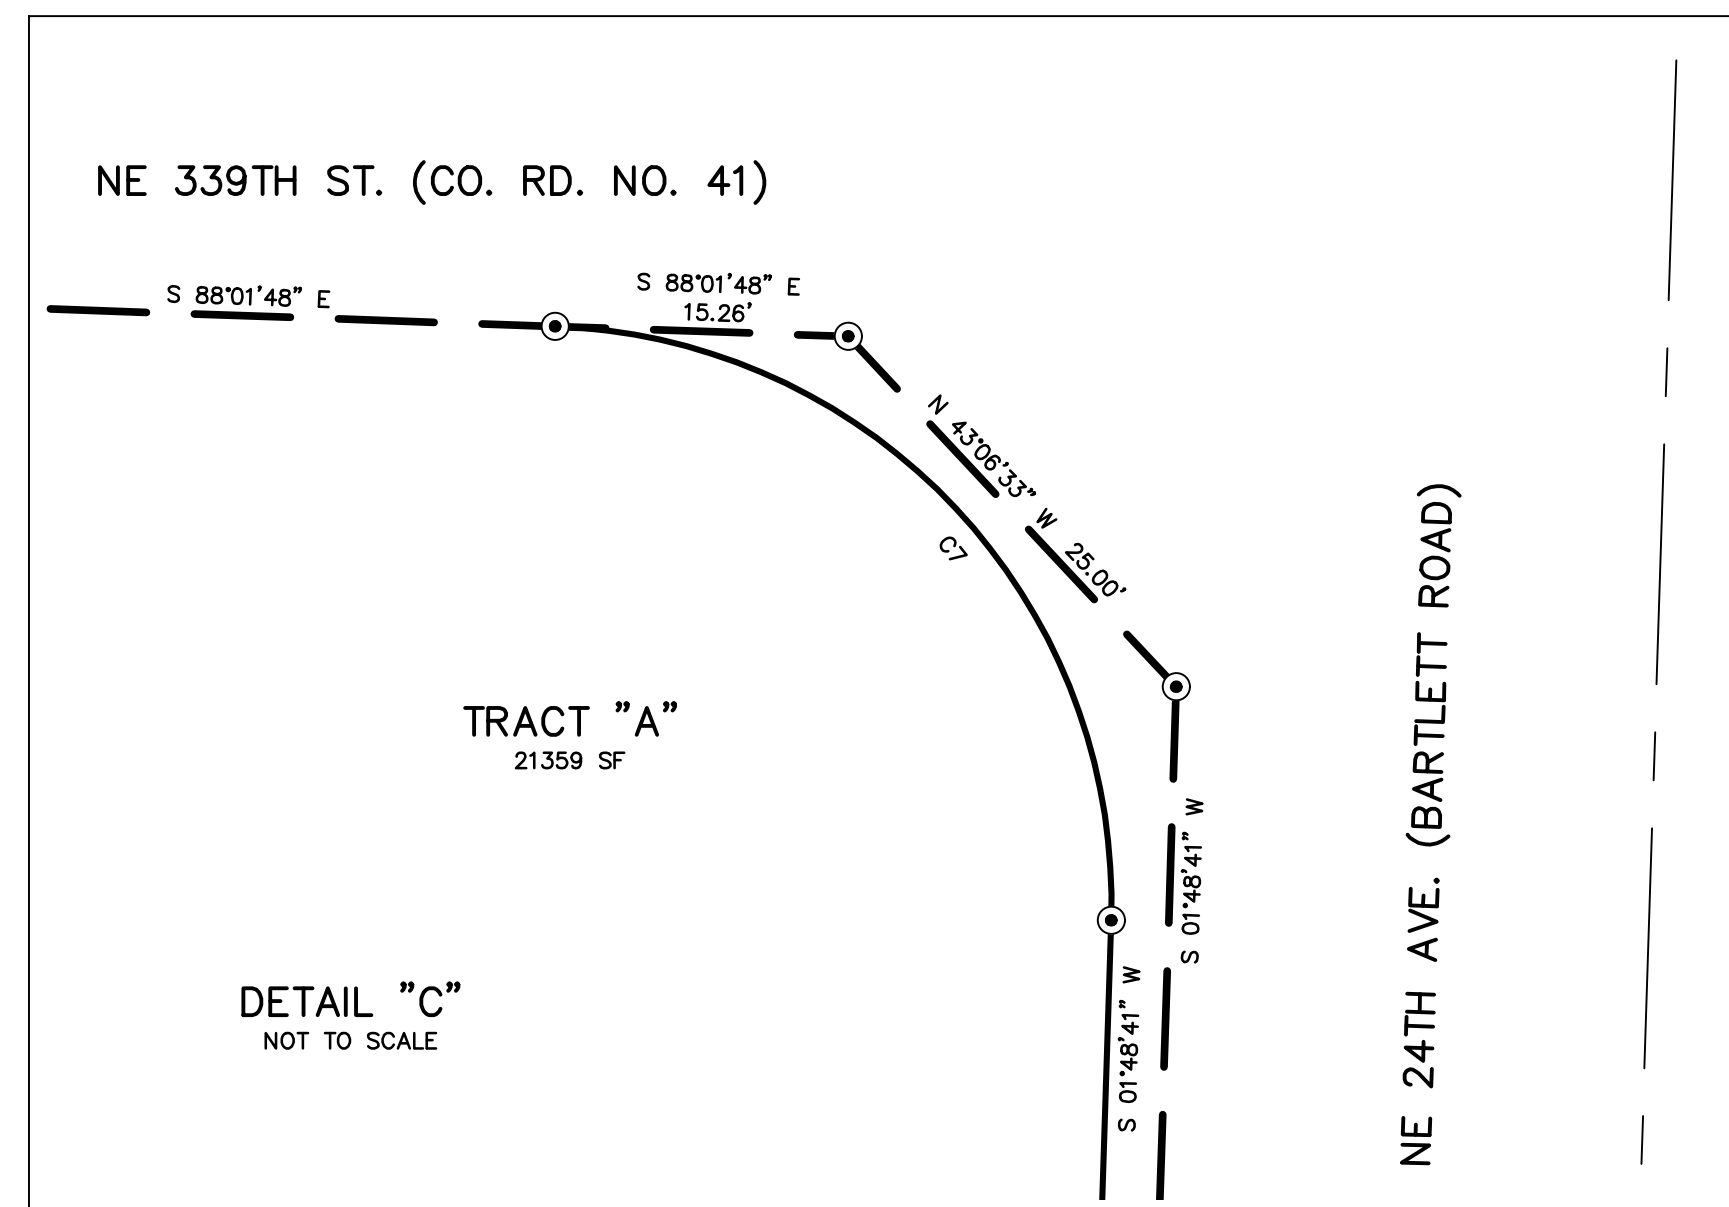 NE 339TH ST. (CO. RD. NO. 41)
S 88°01'48" E
S 88°01'48" E
15.26'
N 43°06'33" W 25.00'
C7
TRACT "A"
21359 SF
S 01°48'41" W
S 01°48'41" W
NE 24TH AVE. (BARTLETT ROAD)
DETAIL "C"
NOT TO SCALE